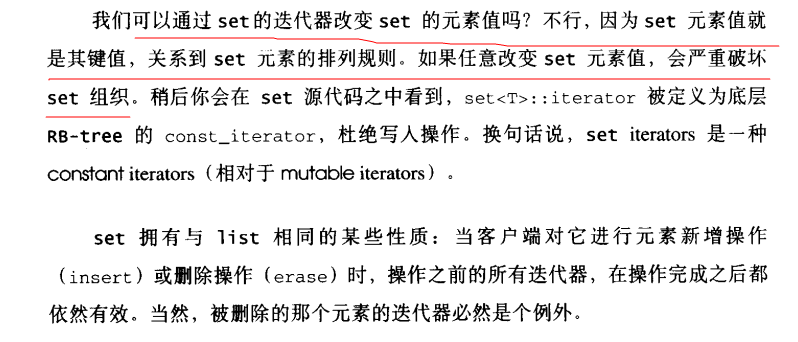 我们可以通过 set 的迭代器改变 set 的元素值吗？不行，因为 set 元素值就
是其键值，关系到 set 元素的排列规则。如果任意改变 set 元素值，会严重破坏
set 组织。稍后你会在 set 源代码之中看到，set<T>::iterator 被定义为底层
RB-tree 的 const_iterator，杜绝写入操作。换句话说，set iterators 是一种
constant iterators（相对于 mutable iterators）。
set 拥有与 list 相同的某些性质：当客户端对它进行元素新增操作
（insert）或删除操作（erase）时，操作之前的所有迭代器，在操作完成之后都
依然有效。当然，被删除的那个元素的迭代器必然是个例外。